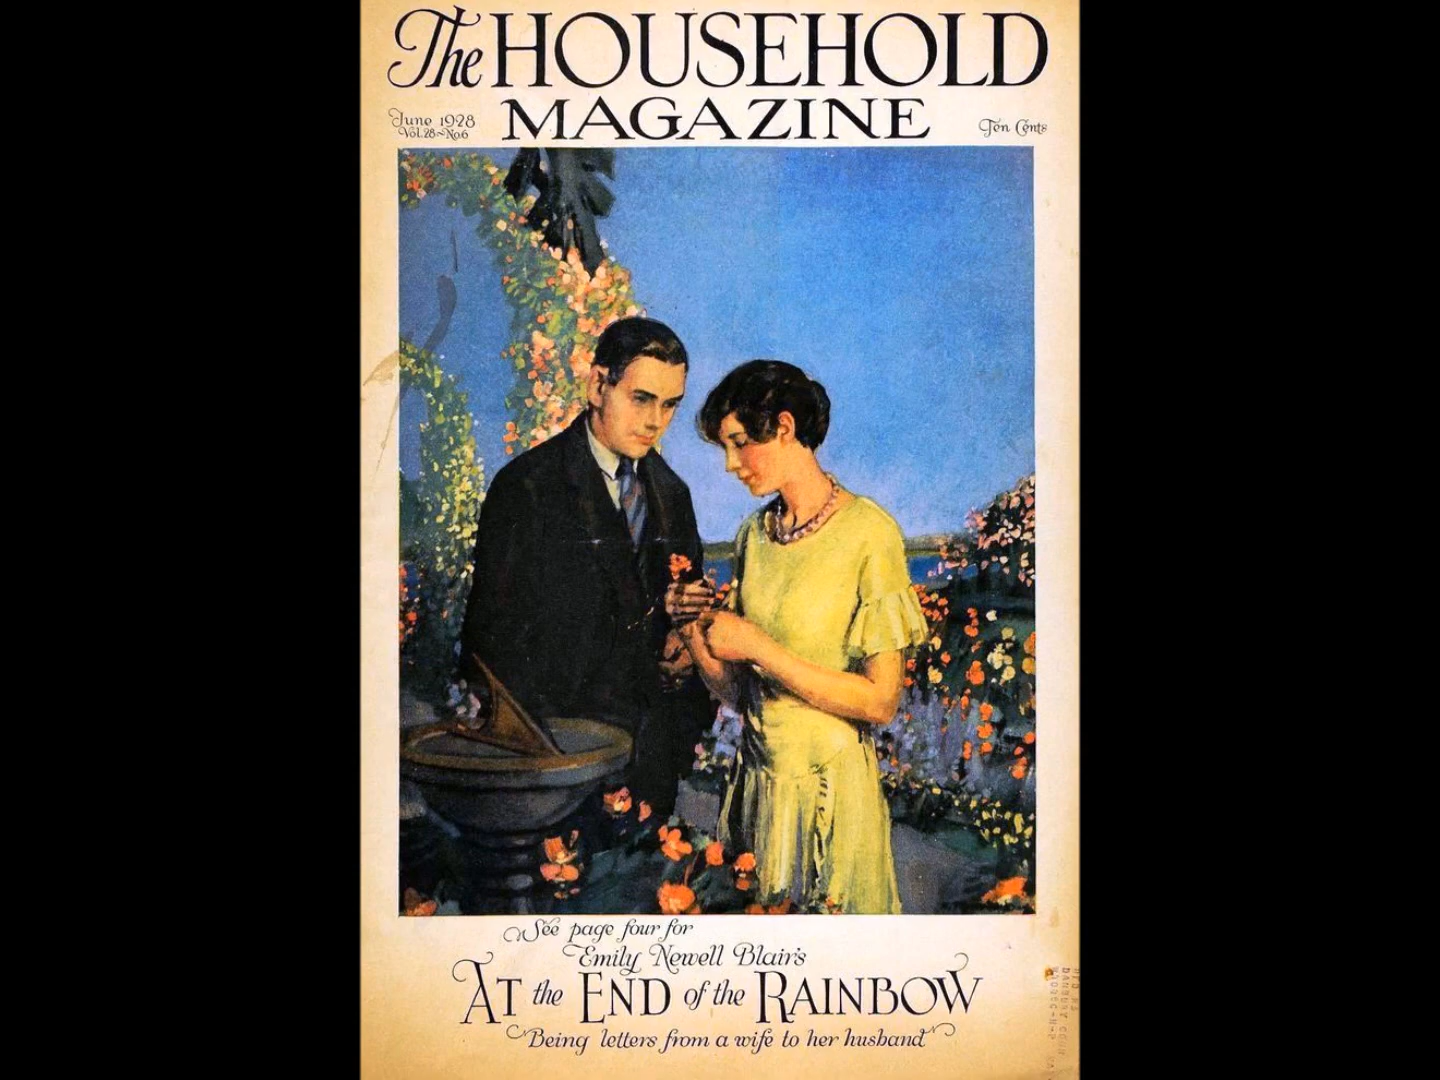 The HOUSEHOLD
MAGAZINE
June 1928
Vol. 28~No.6
Ten Cents
See page four for
Emily Newell Blair's
AT the END of the RAINBOW
Being letters from a wife to her husband